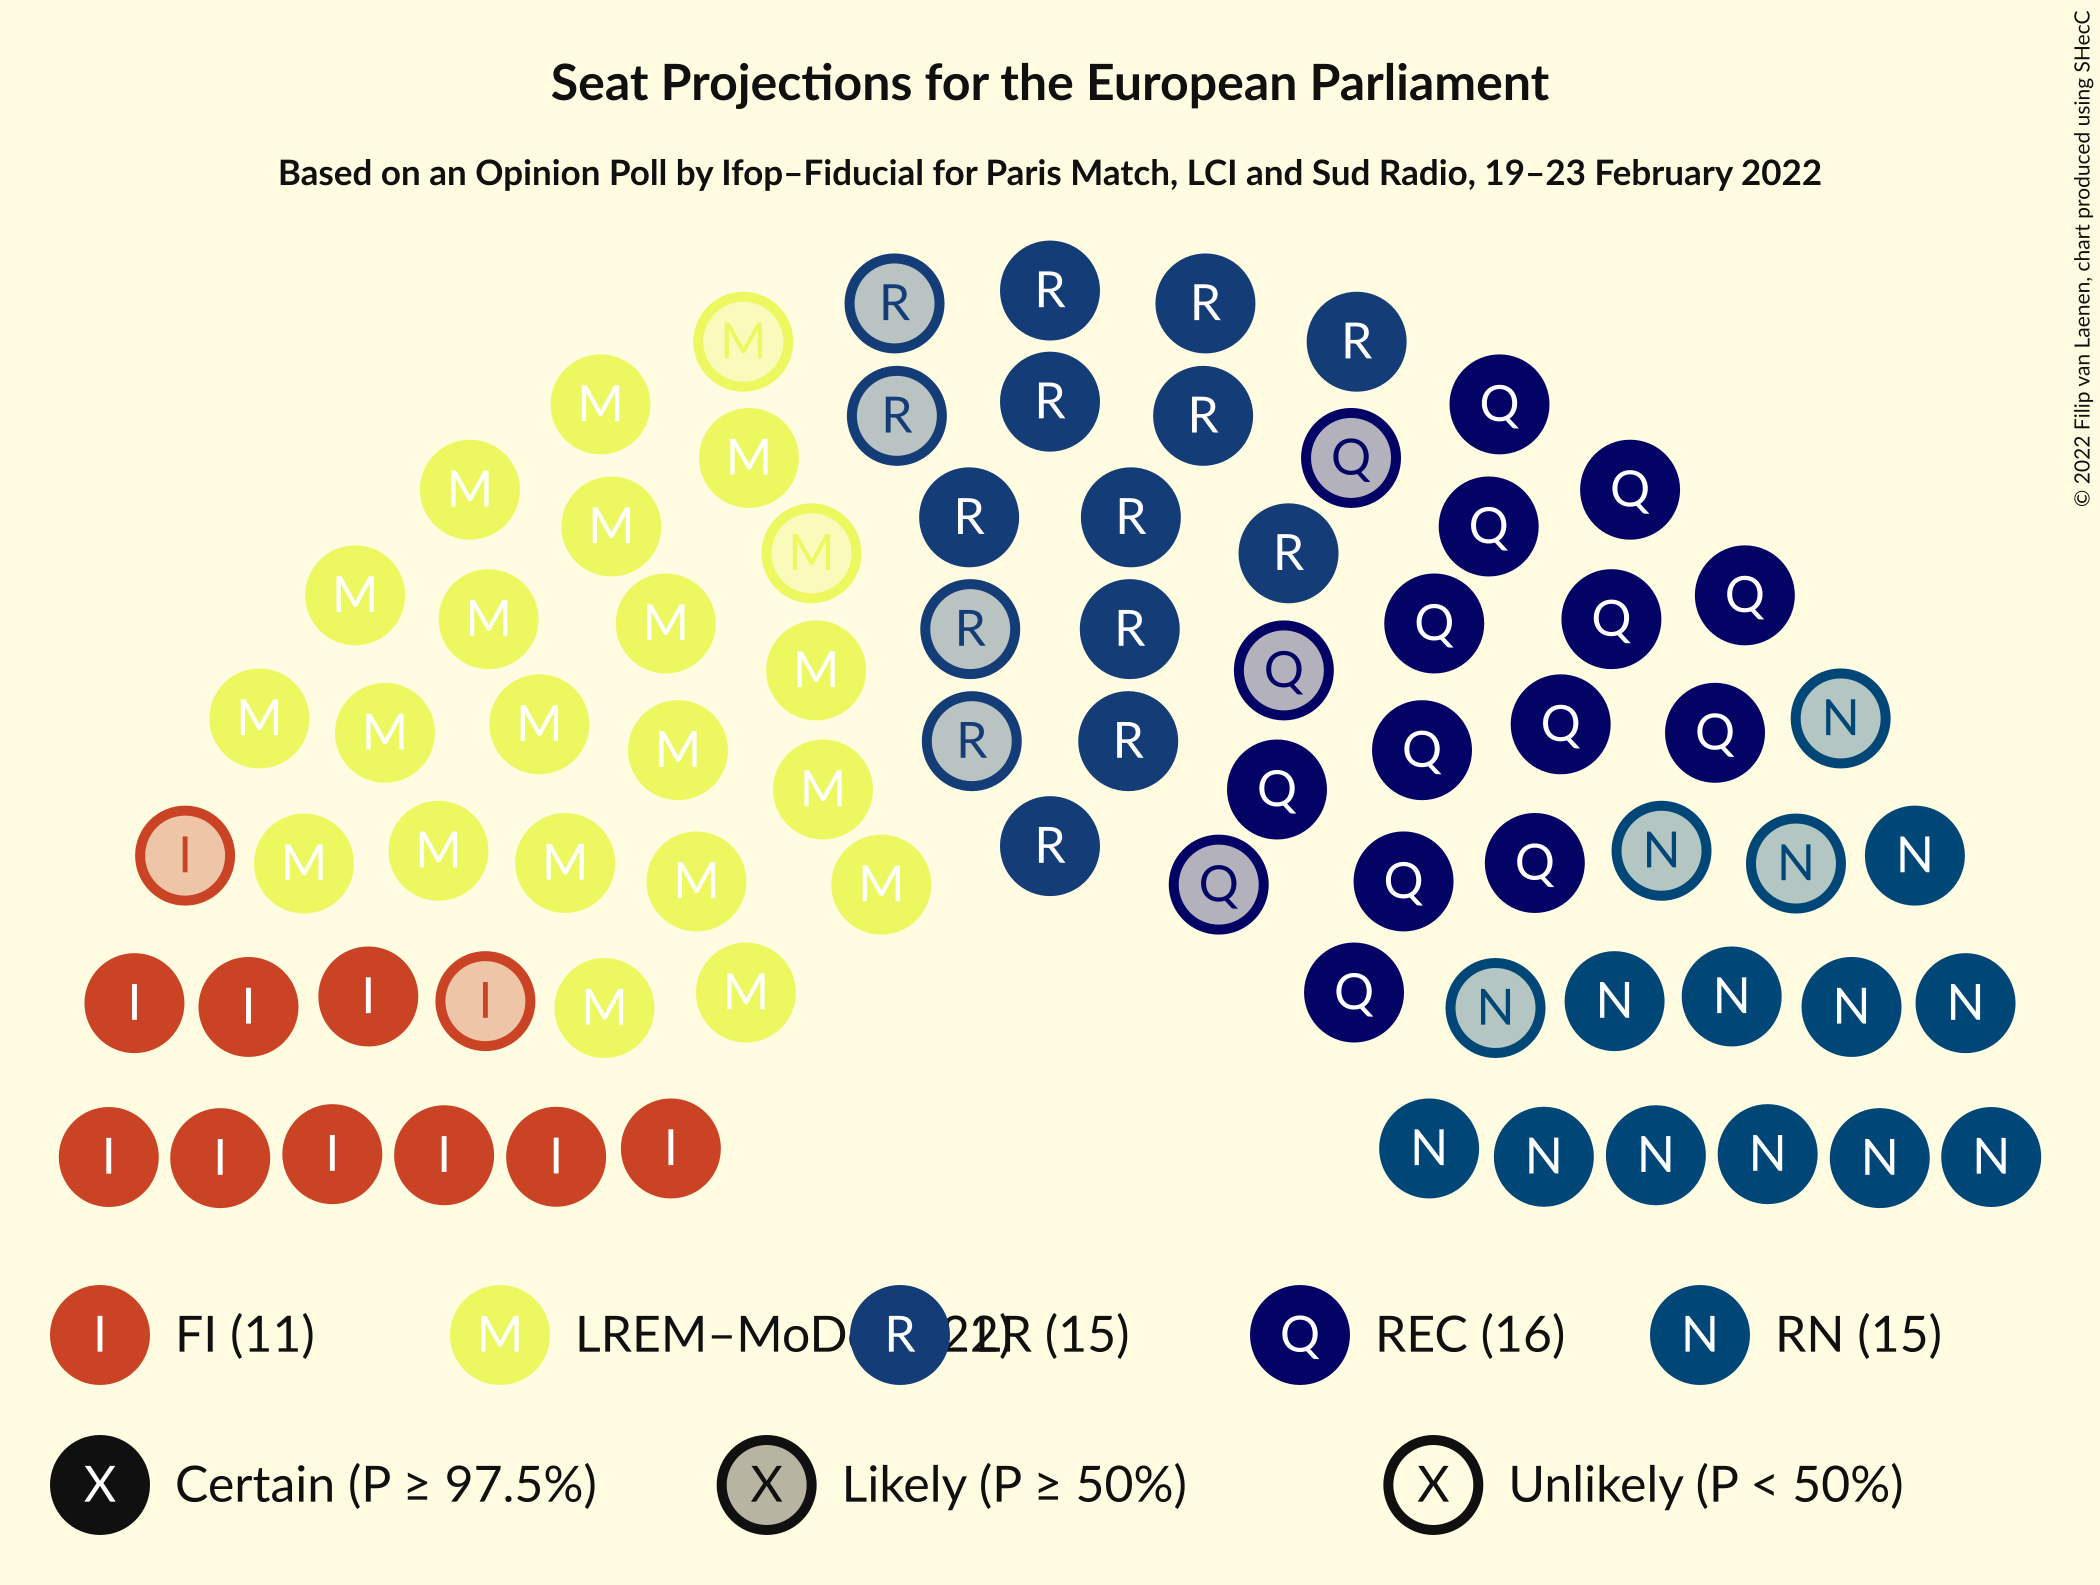 Seat Projections for the European Parliament
Based on an Opinion Poll by Ifop–Fiducial for Paris Match, LCI and Sud Radio, 19–23 February 2022
© 2022 Filip van Laenen, chart produced using SHecC
R R R R
M M
R R R
Q Q
M M Q Q
M R R R M
M M M Q Q Q
M R R Q
M M Q
M M M M Q Q Q N
R R
M Q
I M M M M M R Q Q Q N N N
I I I I M M Q N N N N N
I I I I I I N N N N N N
I FI (11) M LREM–MoD 22) R LR (15) Q REC (16) N RN (15)
X Certain (P ≥ 97.5%) X Likely (P ≥ 50%) X Unlikely (P < 50%)